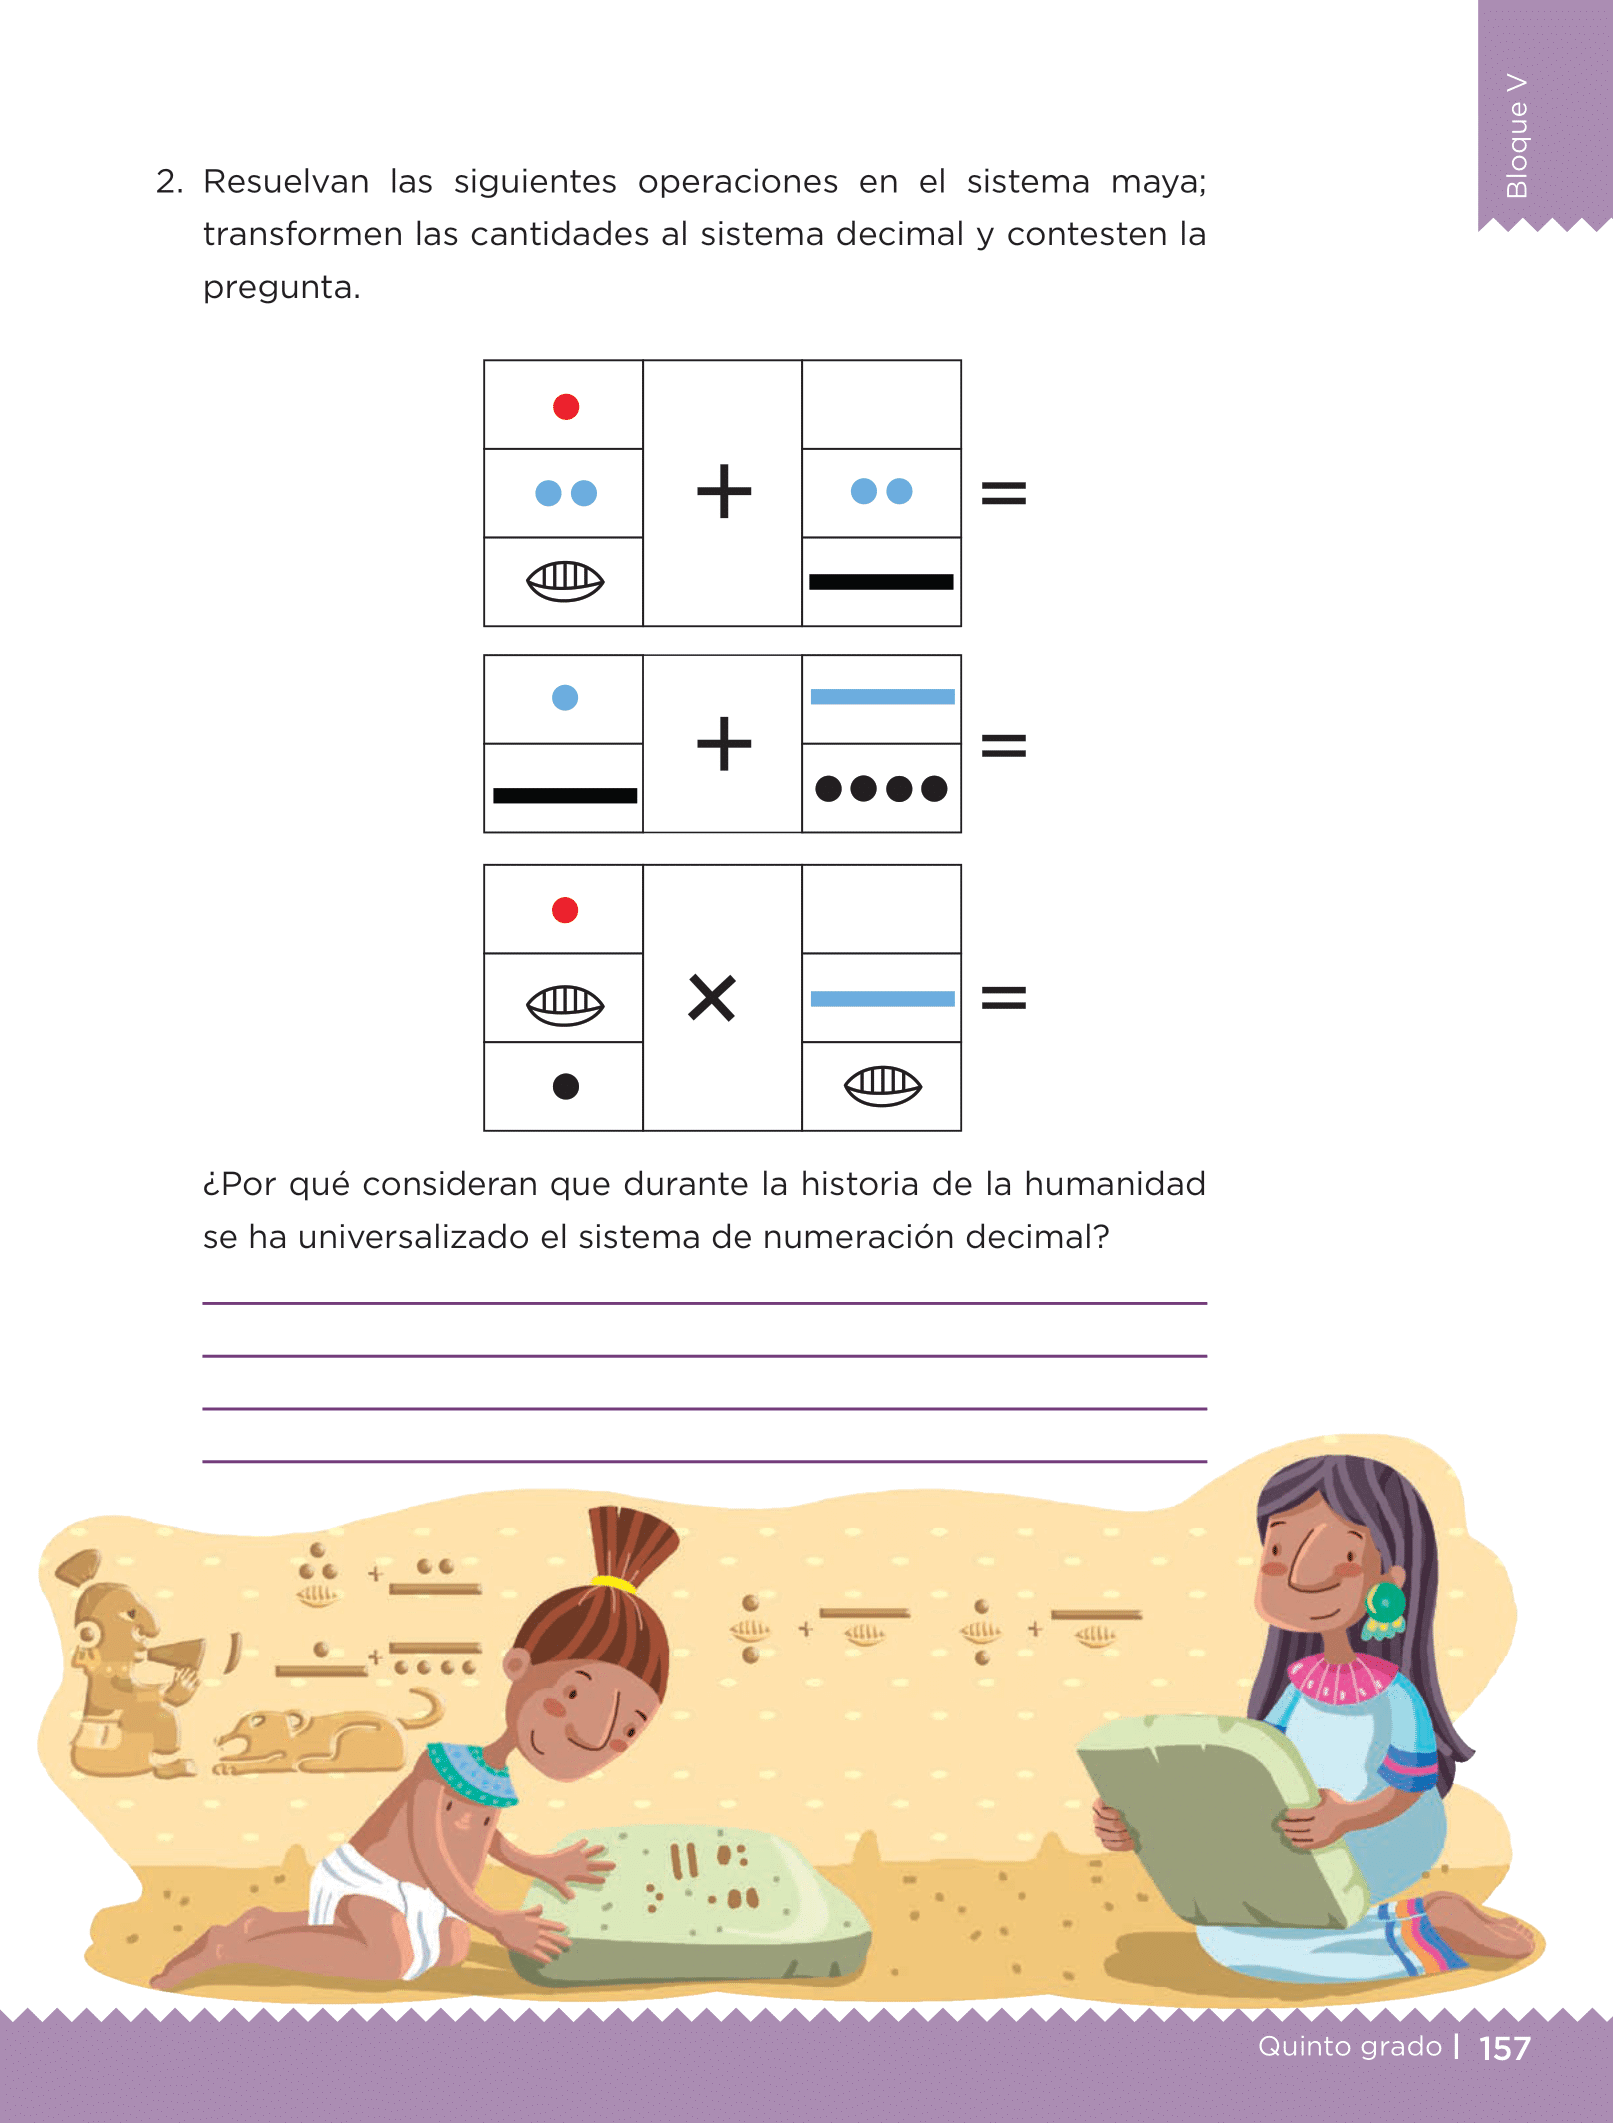 Bloque V
2. Resuelvan las siguientes operaciones en el sistema maya;
transformen las cantidades al sistema decimal y contesten la
pregunta.
+ =
+ =
× =
¿Por qué consideran que durante la historia de la humanidad
se ha universalizado el sistema de numeración decimal?
+
+
+ +
Quinto grado | 157